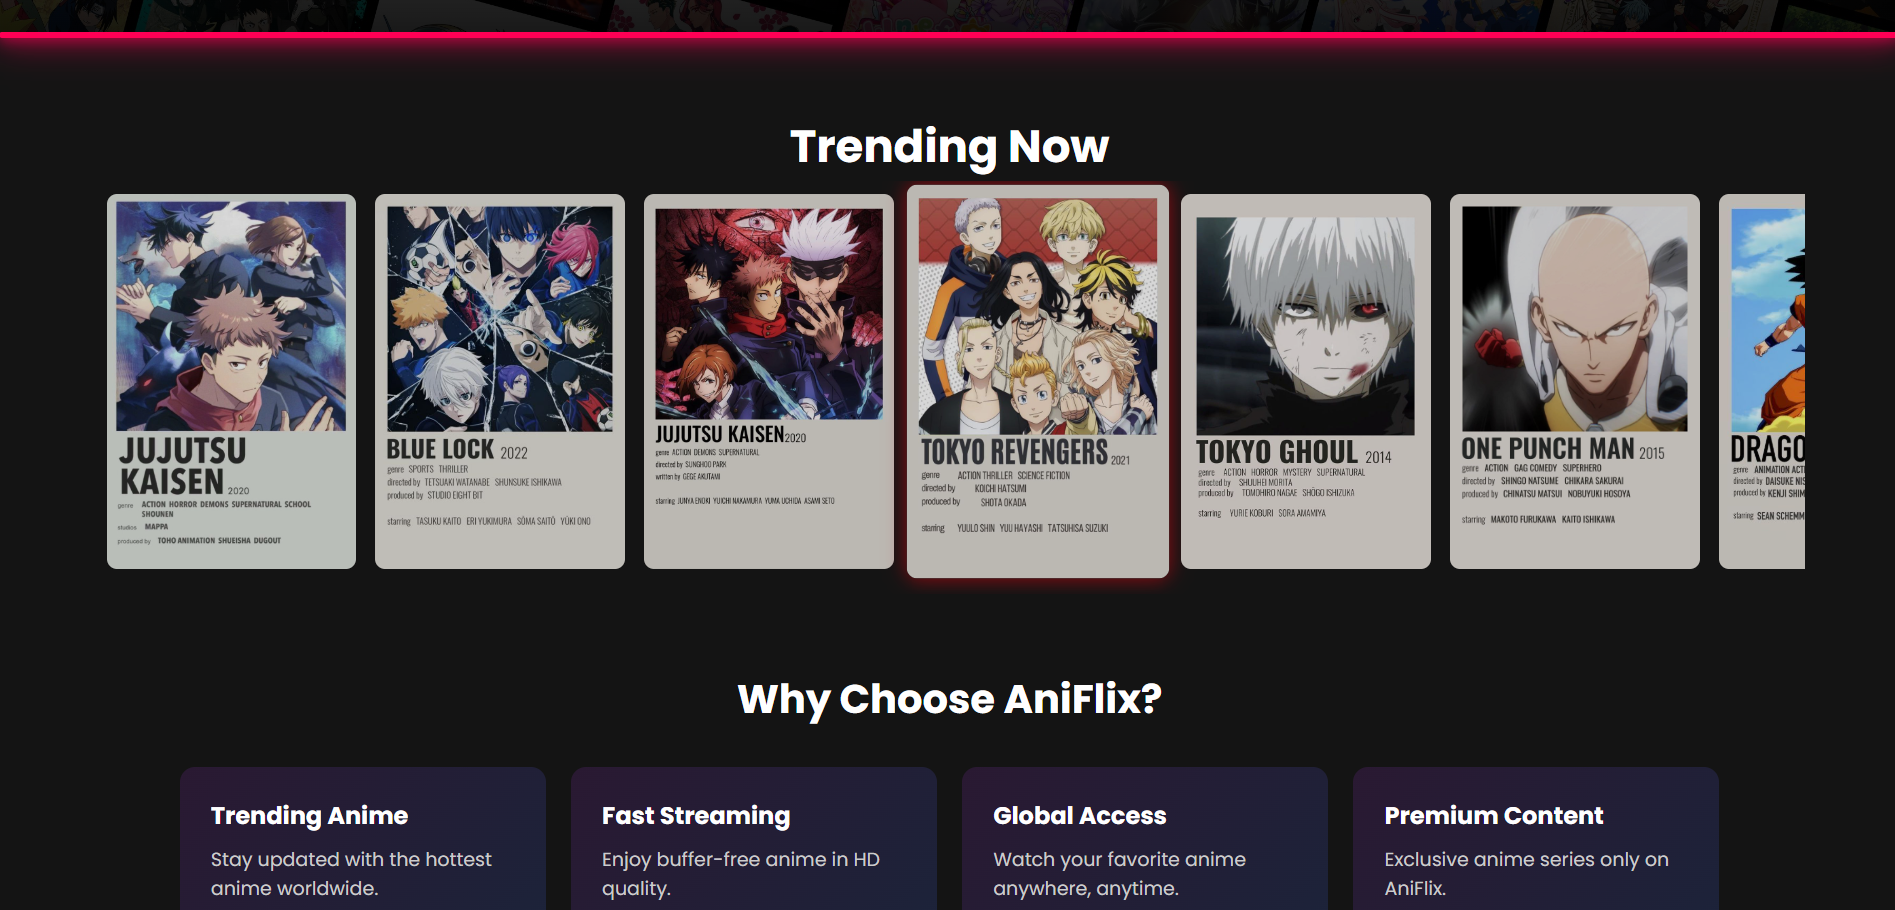 Trending Now
JUJUTSU
KAISEN 2020
genre ACTION HORROR DEMONS SUPERNATURAL SCHOOL
SHOUNEN
studios MAPPA
produced by TOHO ANIMATION SHUEISHA DUGOUT
BLUE LOCK 2022
genre SPORTS THRILLER
directed by TETSUAKI WATANABE SHUNSUKE ISHIKAWA
produced by STUDIO EIGHT BIT
starring TASUKU KAITO ERI YUKIMURA SŌMA SAITŌ YŪKI ONO
JUJUTSU KAISEN 2020
genre ACTION DEMONS SUPERNATURAL
directed by SUNGHOO PARK
written by GEGE AKUTAMI
starring JUNYA ENOKI YUICHI NAKAMURA YUMA UCHIDA ASAMI SETO
TOKYO REVENGERS 2021
genre ACTION THRILLER SCIENCE FICTION
directed by KOICHI HATSUMI
produced by SHOTA OKADA
starring YUULO SHIN YUU HAYASHI TATSUHISA SUZUKI
TOKYO GHOUL 2014
genre ACTION HORROR MYSTERY SUPERNATURAL
directed by SHUUHEI MORITA
produced by TOMOHIRO NAGAE SHŌGO ISHIZUKA
starring YURIE KOBURI SORA AMAMIYA
ONE PUNCH MAN 2015
genre ACTION GAG COMEDY SUPERHERO
directed by SHINGO NATSUME CHIKARA SAKURAI
produced by CHINATSU MATSUI NOBUYUKI HOSOYA
starring MAKOTO FURUKAWA KAITO ISHIKAWA
DRAGO
genre ANIMATION ACTI
directed by DAISUKE NIS
produced by KENJI SHIM
starring SEAN SCHEMM
Why Choose AniFlix?
Trending Anime
Stay updated with the hottest
anime worldwide.
Fast Streaming
Enjoy buffer-free anime in HD
quality.
Global Access
Watch your favorite anime
anywhere, anytime.
Premium Content
Exclusive anime series only on
AniFlix.